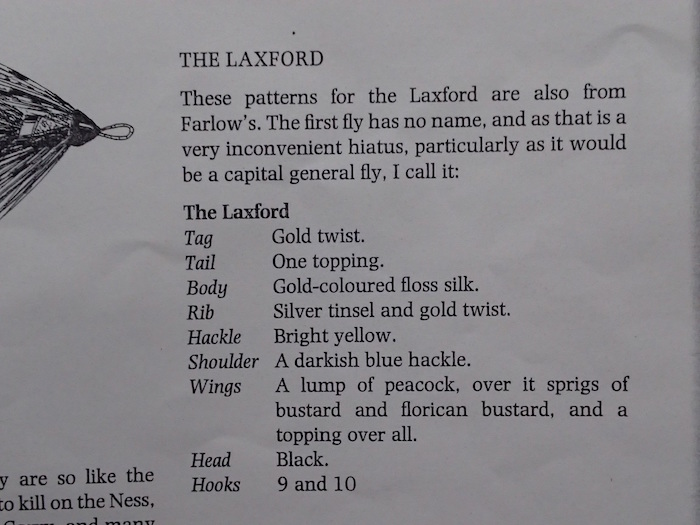 THE LAXFORD
These patterns for the Laxford are also from
Farlow's. The first fly has no name, and as that is a
very inconvenient hiatus, particularly as it would
be a capital general fly, I call it:
The Laxford
Tag Gold twist.
Tail One topping.
Body Gold-coloured floss silk.
Rib Silver tinsel and gold twist.
Hackle Bright yellow.
Shoulder A darkish blue hackle.
Wings A lump of peacock, over it sprigs of
bustard and florican bustard, and a
topping over all.
Head Black.
Hooks 9 and 10
y are so like the
to kill on the Ness,
and many